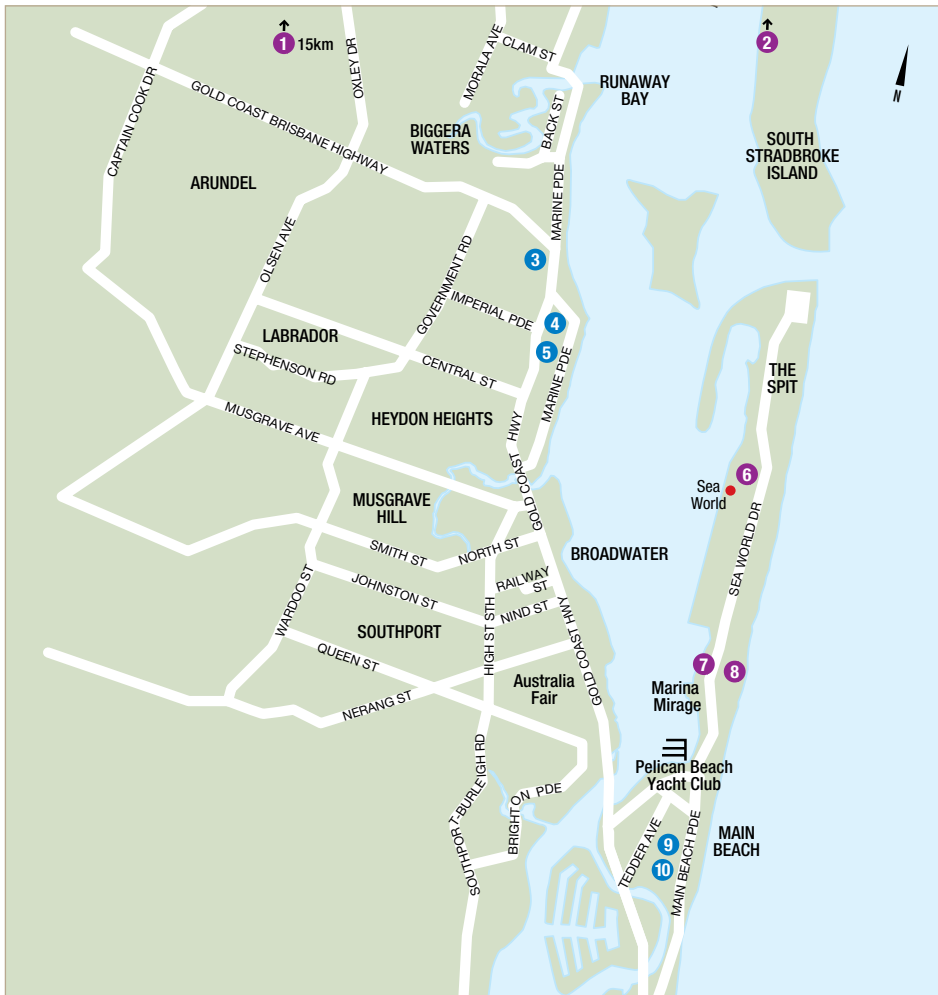 1 15km
2
CAPTAIN COOK DR
GOLD COAST BRISBANE HIGHWAY
OXLEY DR
MORALA AVE
CLAM ST
BACK ST
RUNAWAY
BAY
N
BIGGERA
WATERS
SOUTH
STRADBROKE
ISLAND
ARUNDEL
MARINE PDE
OLSEN AVE
GOVERNMENT RD
3
IMPERIAL PDE
4
LABRADOR
5
STEPHENSON RD
CENTRAL ST
MARINE PDE
THE
SPIT
MUSGRAVE AVE
HEYDON HEIGHTS
GOLD COAST HWY
6
Sea
World
MUSGRAVE
HILL
SEA WORLD DR
SMITH ST
NORTH ST
BROADWATER
RAILWAY
ST
JOHNSTON ST
NIND ST
WARDOO ST
SOUTHPORT
HIGH ST STH
GOLD COAST HWY
QUEEN ST
7
8
NERANG ST
Australia
Fair
Marina
Mirage
SOUTHPORT-BURLEIGH RD
BRIGHTON PDE
Pelican Beach
Yacht Club
TEDDER AVE
9
MAIN
BEACH
10
MAIN BEACH PDE